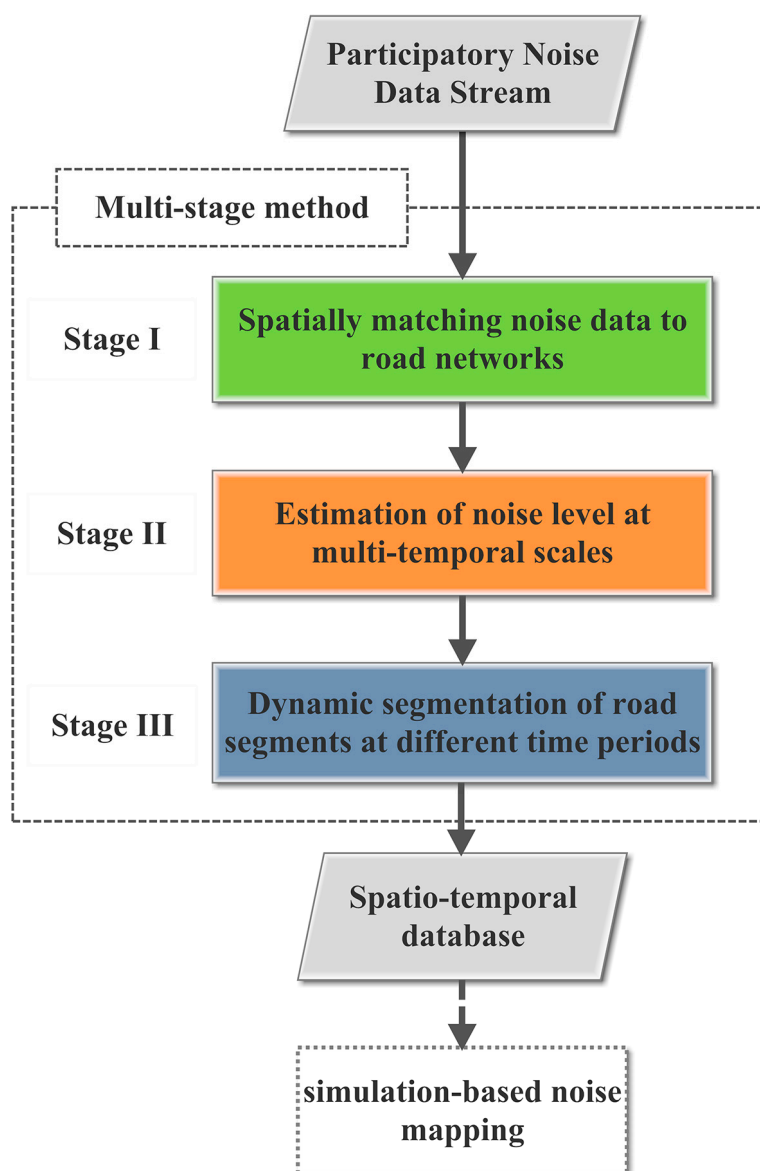 Participatory Noise
Data Stream
Multi-stage method
Stage I
Spatially matching noise data to
road networks
Stage II
Estimation of noise level at
multi-temporal scales
Stage III
Dynamic segmentation of road
segments at different time periods
Spatio-temporal
database
simulation-based noise
mapping